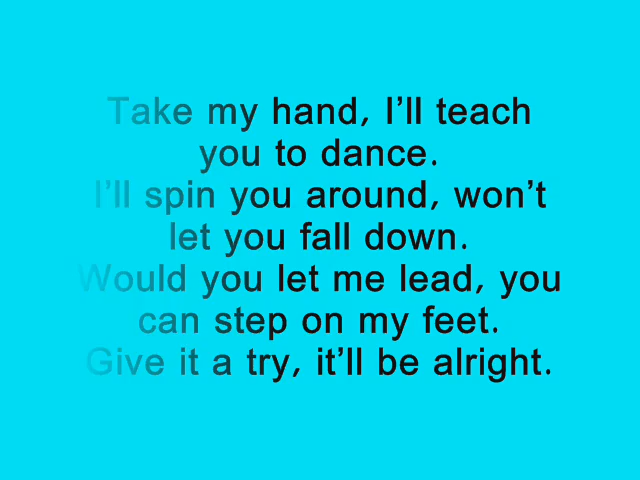 Take my hand, I’ll teach
you to dance.
I’ll spin you around, won’t
let you fall down.
Would you let me lead, you
can step on my feet.
Give it a try, it’ll be alright.